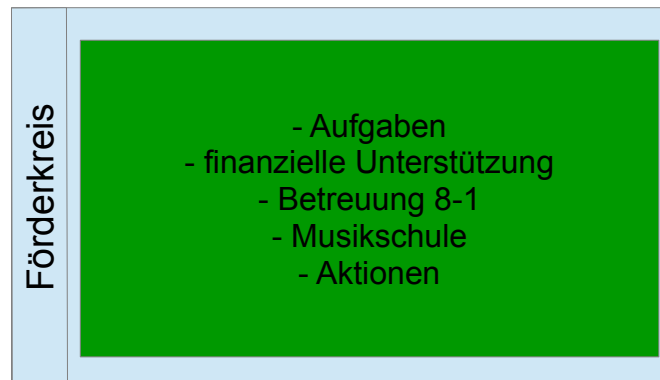 Förderkreis
- Aufgaben
- finanzielle Unterstützung
- Betreuung 8-1
- Musikschule
- Aktionen